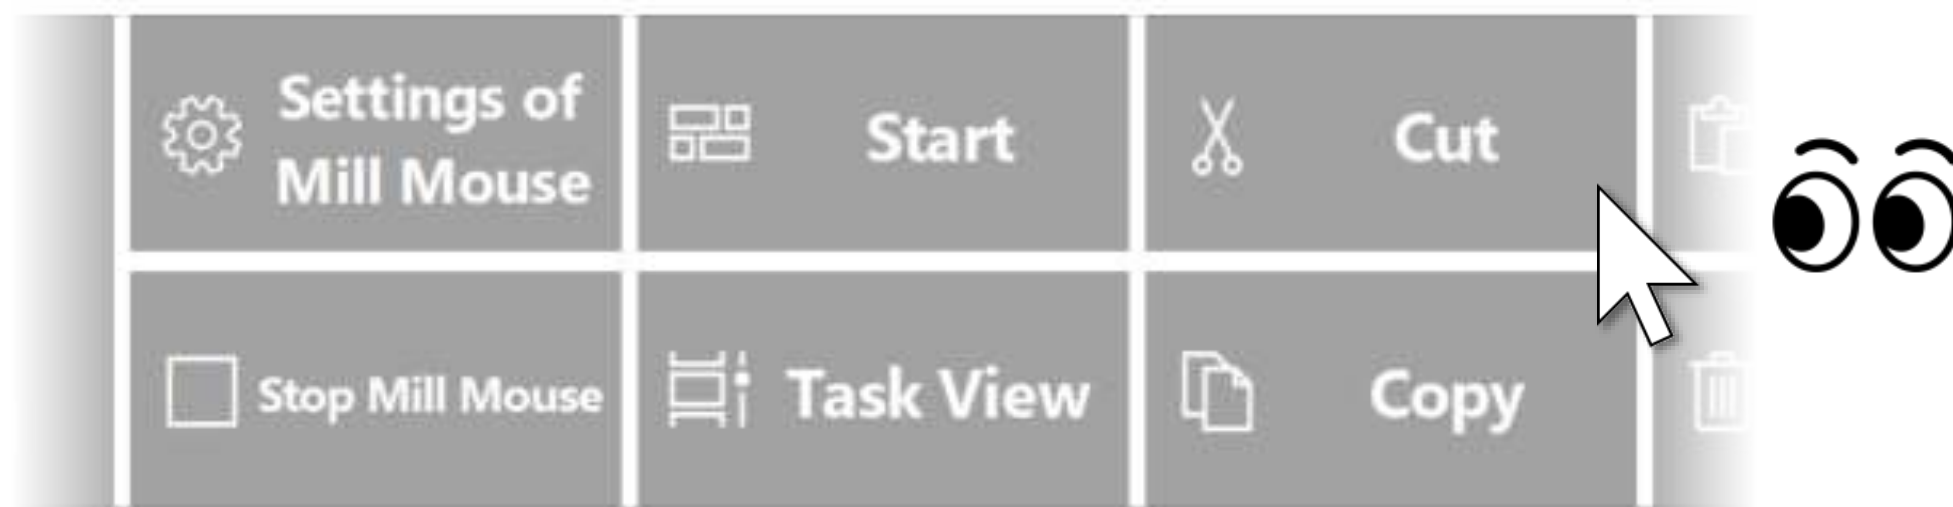 Settings of
Mill Mouse
Start
Cut
Stop Mill Mouse
Task View
Copy